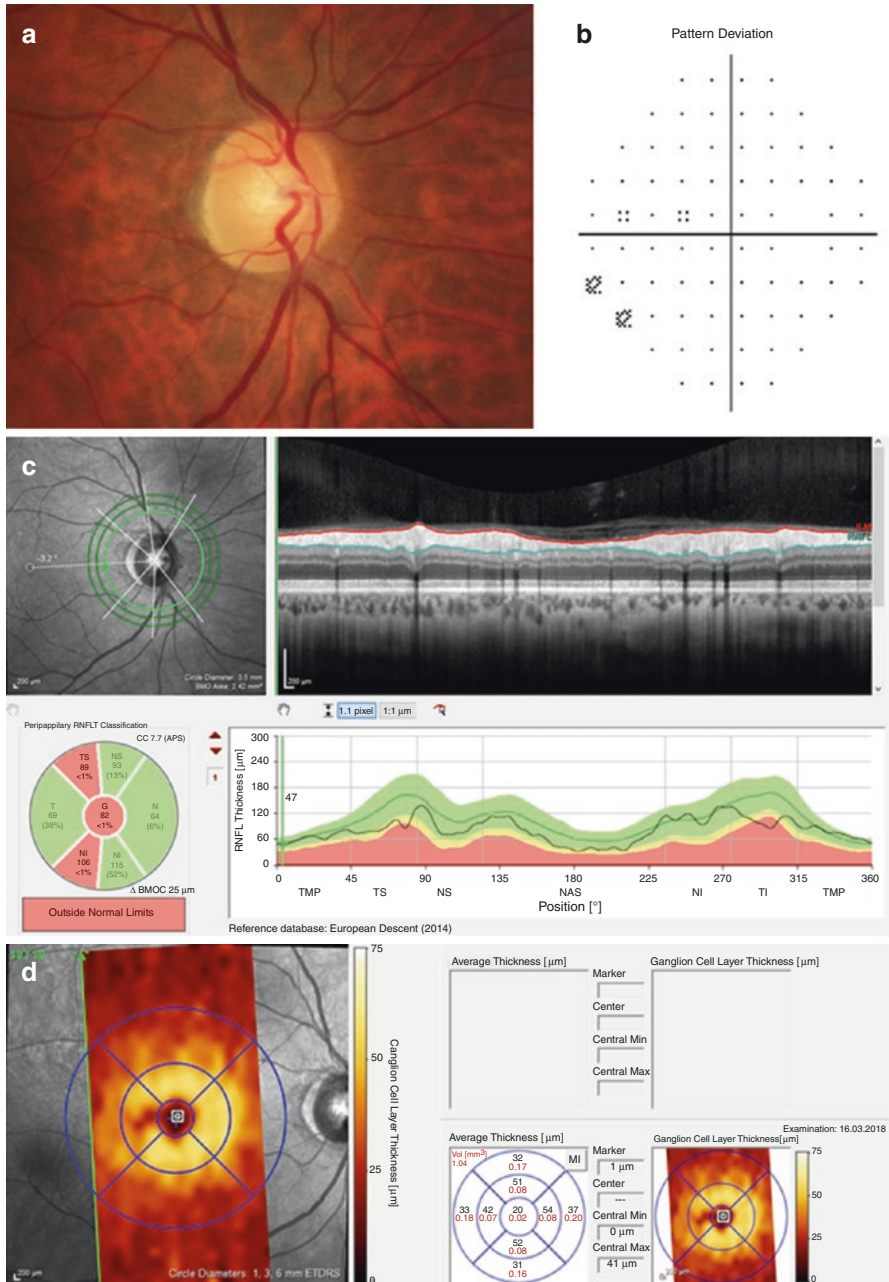 a
b
Pattern Deviation
c
-3.2 °
Circle Diameter: 3.5 mm
BMO Area: 2.42 mm²
200 µm
200 µm
ILM
RNFL
1.1 pixel
1:1 µm
Peripappilary RNFLT Classification
CC 7.7 (APS)
TS
89
<1%
NS
93
(13%)
T
69
(38%)
G
82
<1%
N
64
(6%)
NI
106
<1%
NI
115
(52%)
Δ BMOC 25 µm
Outside Normal Limits
1
RNFL Thickness [µm]
300
240
180
120
60
0
47
0
45
90
135
180
225
270
315
360
TMP
TS
NS
NAS
NI
TI
TMP
Position [°]
Reference database: European Descent (2014)
d
200 µm
Circle Diameters: 1, 3, 6 mm ETDRS
75
50
25
0
Canglion Cell Layer Thickness [µm]
Average Thickness [µm]
Marker
Center
Central Min
Central Max
Ganglion Cell Layer Thickness [µm]
Examination: 16.03.2018
Average Thickness [µm]
Vol [mm³]
1.04
MI
32
0.17
51
0.08
33
0.18
42
0.07
20
0.02
54
0.08
37
0.20
52
0.08
31
0.16
Marker
1 µm
Center
---
Central Min
0 µm
Central Max
41 µm
Ganglion Cell Layer Thickness[µm]
75
50
25
0
200 µm